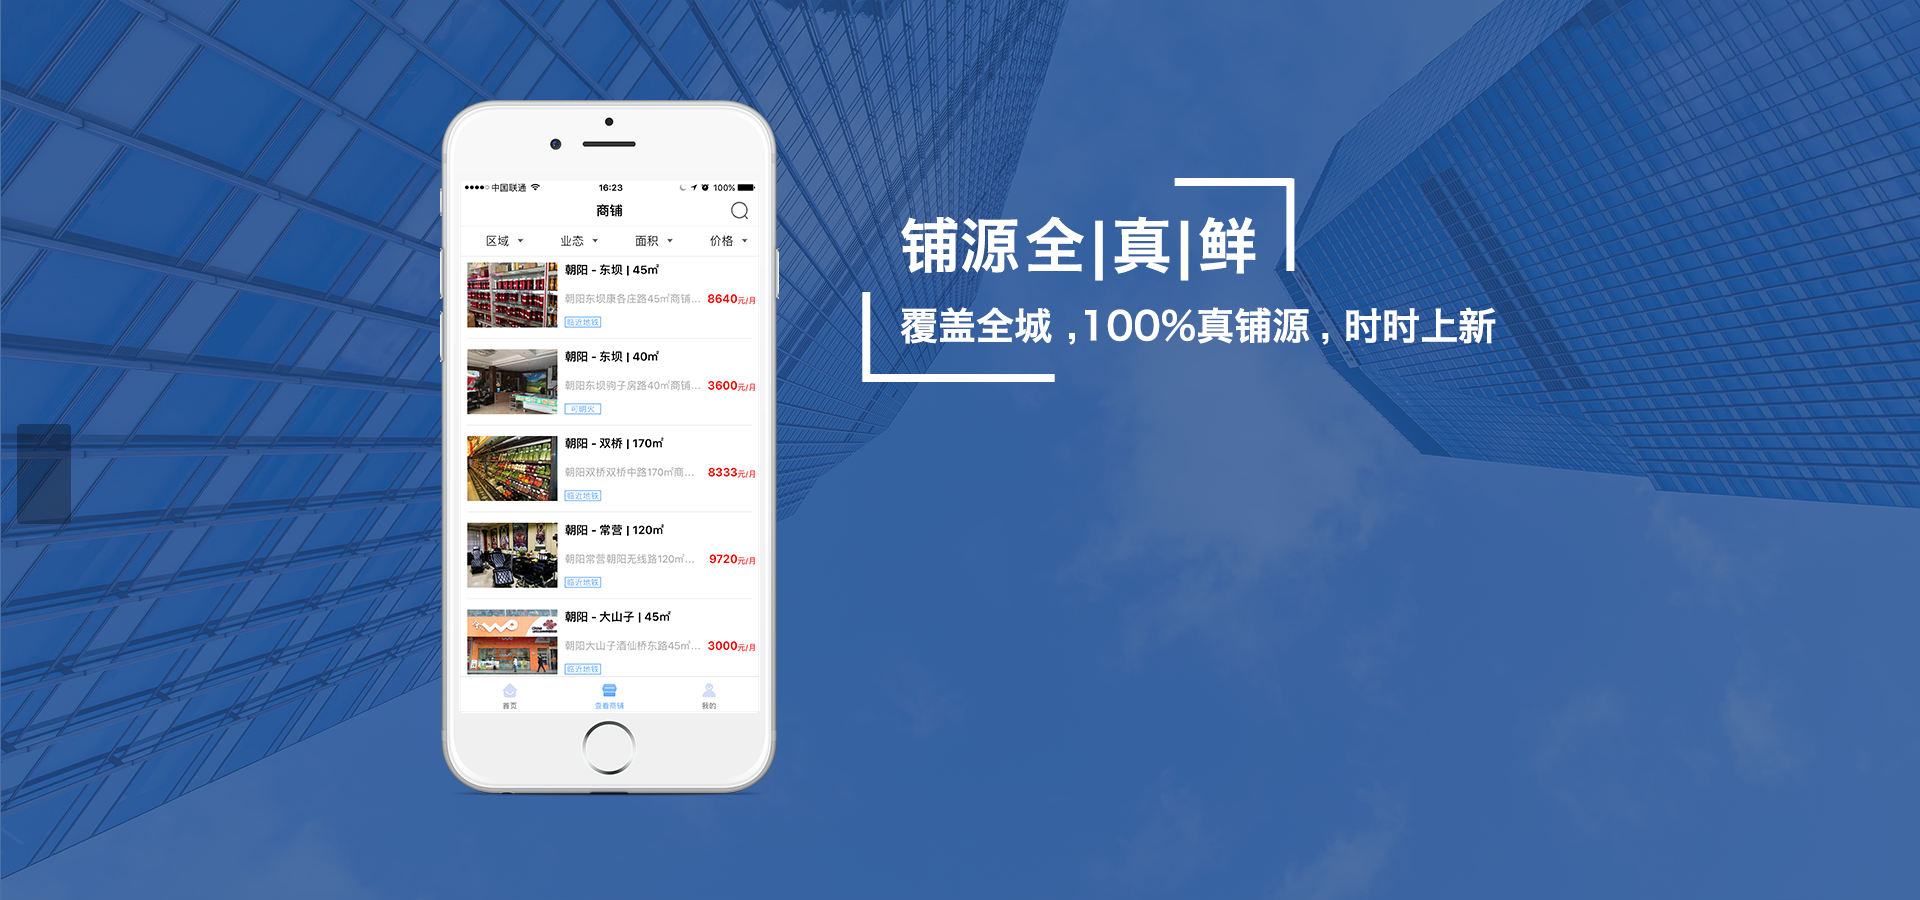 中国联通 16:23 100%
商铺
区域 业态 面积 价格
朝阳 - 东坝 | 45㎡
朝阳东坝康各庄路45㎡商铺... 8640元/月
临近地铁
朝阳 - 东坝 | 40㎡
朝阳东坝驹子房路40㎡商铺... 3600元/月
可明火
朝阳 - 双桥 | 170㎡
朝阳双桥双桥中路170㎡商... 8333元/月
临近地铁
朝阳 - 常营 | 120㎡
朝阳常营朝阳无线路120㎡... 9720元/月
临近地铁
朝阳 - 大山子 | 45㎡
朝阳大山子酒仙桥东路45㎡... 3000元/月
临近地铁
首页 查看商铺 我的
铺源全|真|鲜
覆盖全城 ,100%真铺源 , 时时上新